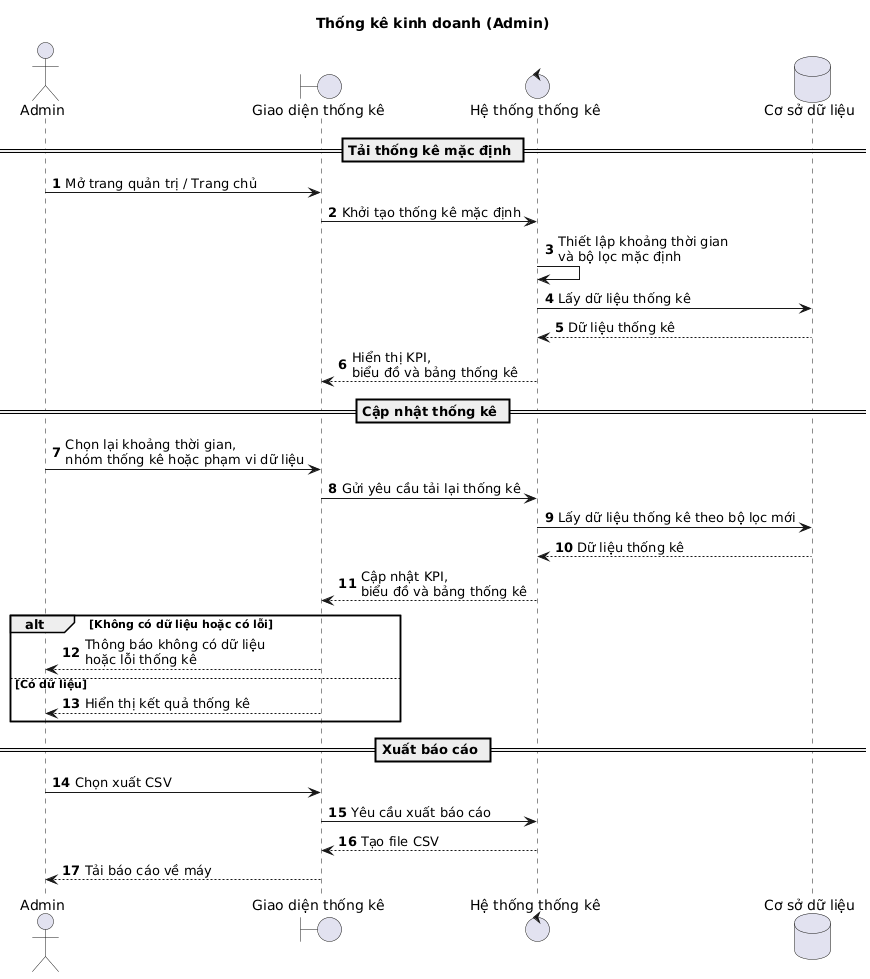 Thống kê kinh doanh (Admin)
Admin
Giao diện thống kê
Hệ thống thống kê
Cơ sở dữ liệu
Tải thống kê mặc định
1 Mở trang quản trị / Trang chủ
2 Khởi tạo thống kê mặc định
3 Thiết lập khoảng thời gian
và bộ lọc mặc định
4 Lấy dữ liệu thống kê
5 Dữ liệu thống kê
6 Hiển thị KPI,
biểu đồ và bảng thống kê
Cập nhật thống kê
7 Chọn lại khoảng thời gian,
nhóm thống kê hoặc phạm vi dữ liệu
8 Gửi yêu cầu tải lại thống kê
9 Lấy dữ liệu thống kê theo bộ lọc mới
10 Dữ liệu thống kê
11 Cập nhật KPI,
biểu đồ và bảng thống kê
alt [Không có dữ liệu hoặc có lỗi]
12 Thông báo không có dữ liệu
hoặc lỗi thống kê
[Có dữ liệu]
13 Hiển thị kết quả thống kê
Xuất báo cáo
14 Chọn xuất CSV
15 Yêu cầu xuất báo cáo
16 Tạo file CSV
17 Tải báo cáo về máy
Admin
Giao diện thống kê
Hệ thống thống kê
Cơ sở dữ liệu